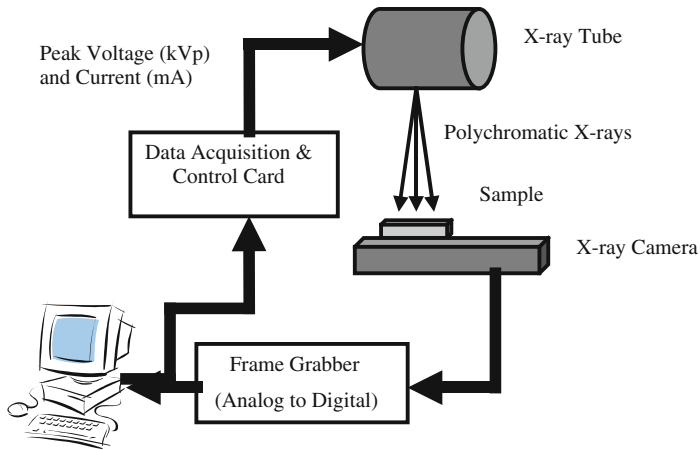 Peak Voltage (kVp)
and Current (mA)
X-ray Tube
Polychromatic X-rays
Data Acquisition &
Control Card
Sample
X-ray Camera
Frame Grabber
(Analog to Digital)